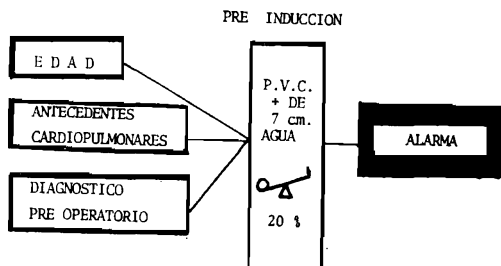 PRE INDUCCION
E D A D
ANTECEDENTES
CARDIOPULMONARES
DIAGNOSTICO
PRE OPERATORIO
P.V.C.
+ DE
7 cm.
AGUA
20 %
ALARMA